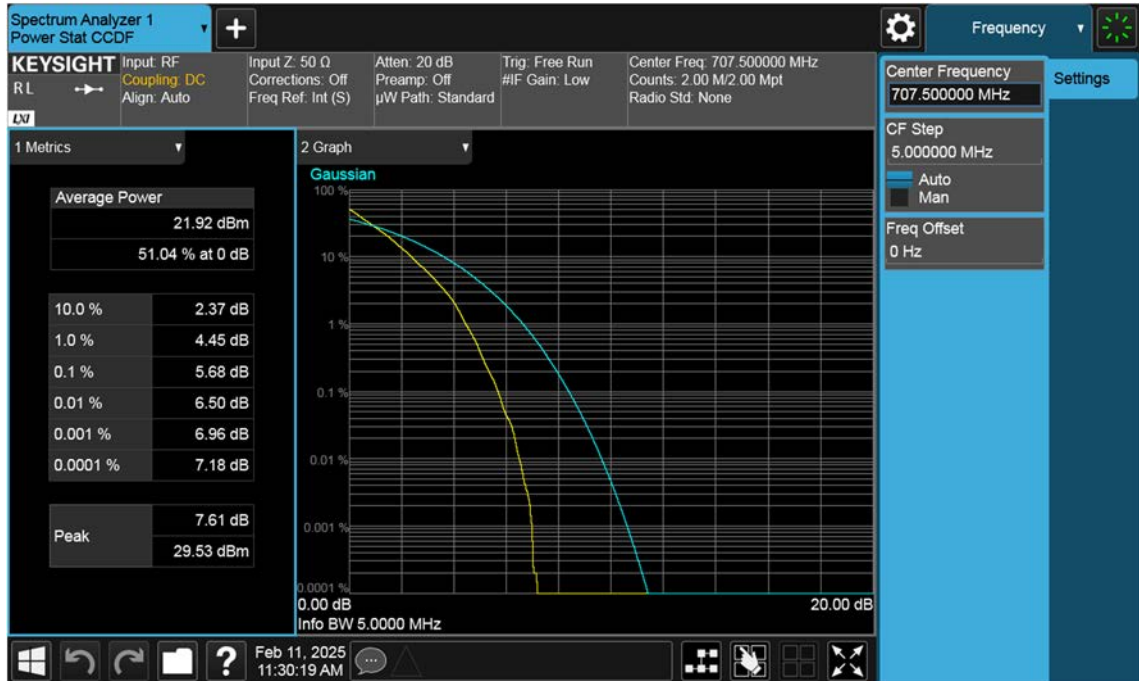 Spectrum Analyzer 1
Power Stat CCDF
+
Frequency
KEYSIGHT
RL
LXI
Input: RF
Coupling: DC
Align: Auto
Input Z: 50 Ω
Corrections: Off
Freq Ref: Int (S)
Atten: 20 dB
Preamp: Off
µW Path: Standard
Trig: Free Run
#IF Gain: Low
Center Freq: 707.500000 MHz
Counts: 2.00 M/2.00 Mpt
Radio Std: None
Center Frequency
707.500000 MHz
Settings
CF Step
5.000000 MHz
Auto
Man
Freq Offset
0 Hz
1 Metrics
Average Power
21.92 dBm
51.04 % at 0 dB
10.0 % 2.37 dB
1.0 % 4.45 dB
0.1 % 5.68 dB
0.01 % 6.50 dB
0.001 % 6.96 dB
0.0001 % 7.18 dB
Peak
7.61 dB
29.53 dBm
2 Graph
Gaussian
100 %
10 %
1 %
0.1 %
0.01 %
0.001 %
0.0001 %
0.00 dB 20.00 dB
Info BW 5.0000 MHz
?
Feb 11, 2025
11:30:19 AM